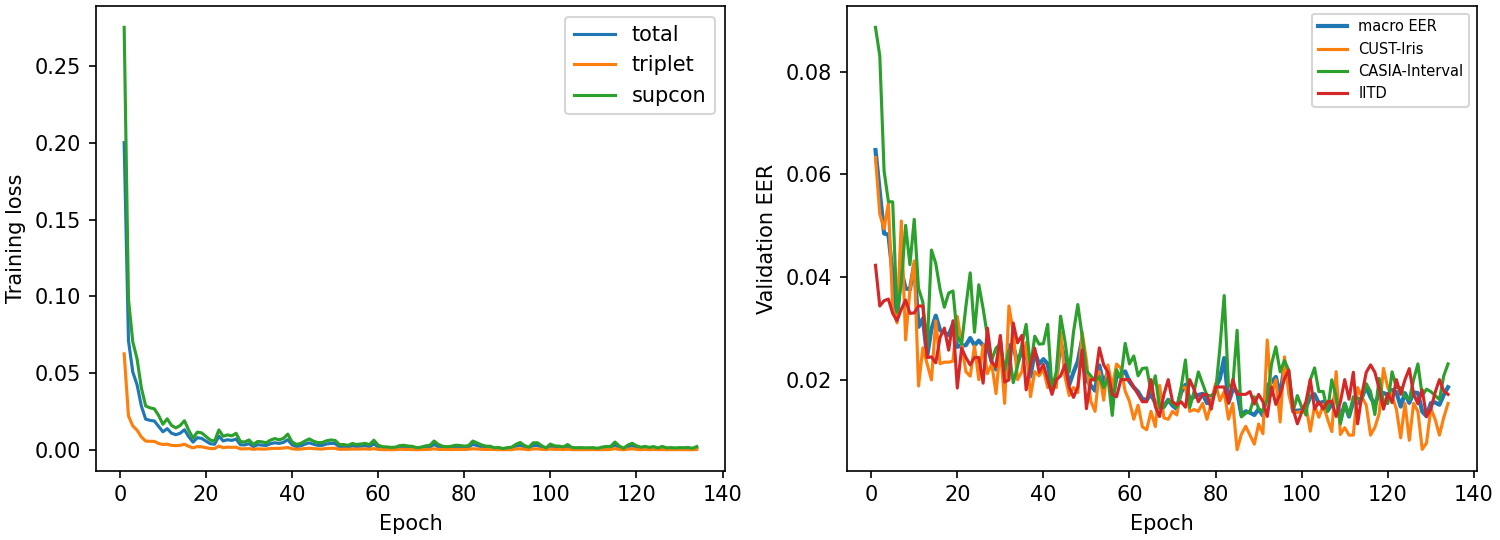 total
triplet
supcon
0.25
0.20
0.15
0.10
0.05
0.00
Training loss
0 20 40 60 80 100 120 140
Epoch
macro EER
CUST-Iris
CASIA-Interval
IITD
0.08
0.06
0.04
0.02
Validation EER
0 20 40 60 80 100 120 140
Epoch